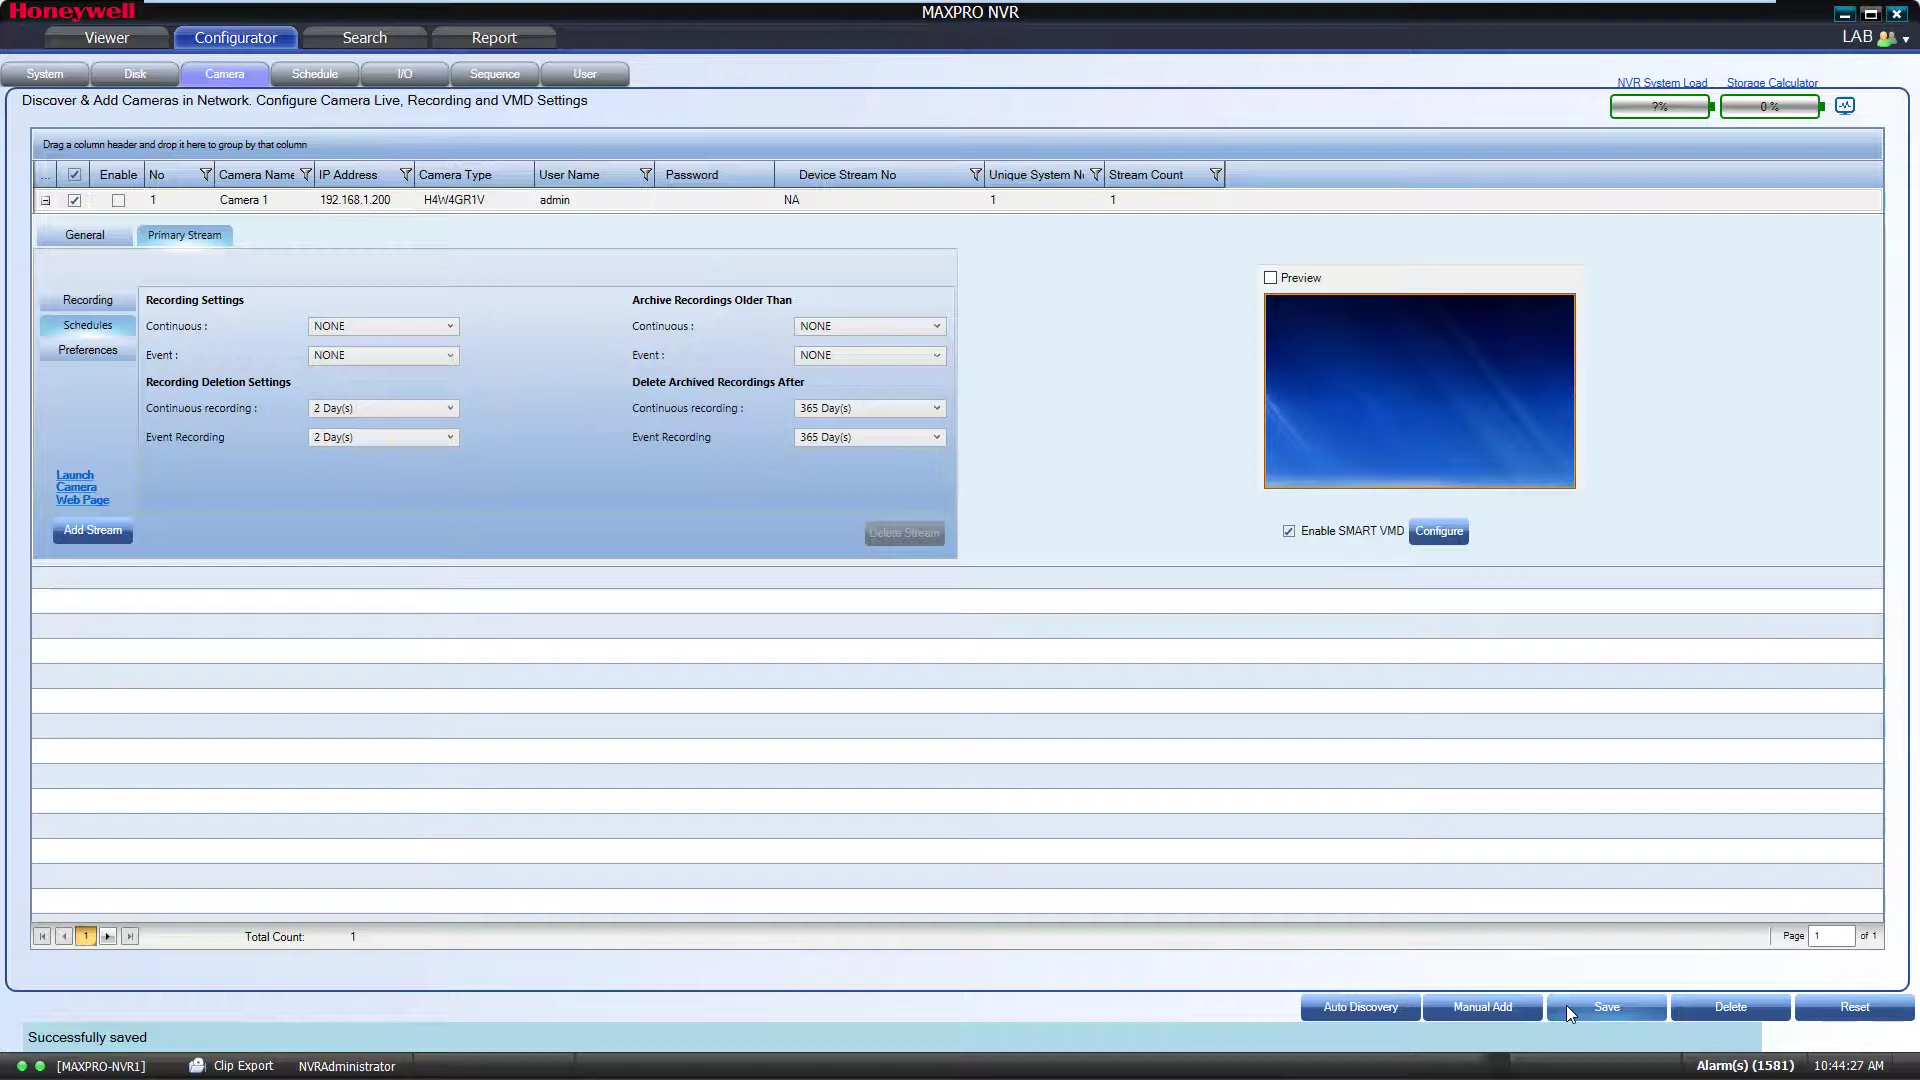 Honeywell
MAXPRO NVR
Viewer Configurator Search Report
LAB
System Disk Camera Schedule I/O Sequence User
NVR System Load Storage Calculator
Discover & Add Cameras in Network. Configure Camera Live, Recording and VMD Settings
?% 0 %
Drag a column header and drop it here to group by that column
... Enable No Camera Name IP Address Camera Type User Name Password Device Stream No Unique System N Stream Count
1 Camera 1 192.168.1.200 H4W4GR1V admin NA 1 1
General Primary Stream
Preview
Recording Recording Settings Archive Recordings Older Than
Schedules Continuous : NONE Continuous : NONE
Preferences Event : NONE Event : NONE
Recording Deletion Settings Delete Archived Recordings After
Continuous recording : 2 Day(s) Continuous recording : 365 Day(s)
Event Recording 2 Day(s) Event Recording 365 Day(s)
Launch
Camera
Web Page
Add Stream Delete Stream Enable SMART VMD Configure
1 Total Count: 1 Page 1 of 1
Auto Discovery Manual Add Save Delete Reset
Successfully saved
[MAXPRO-NVR1] Clip Export NVRAdministrator Alarm(s) (1581) 10:44:27 AM